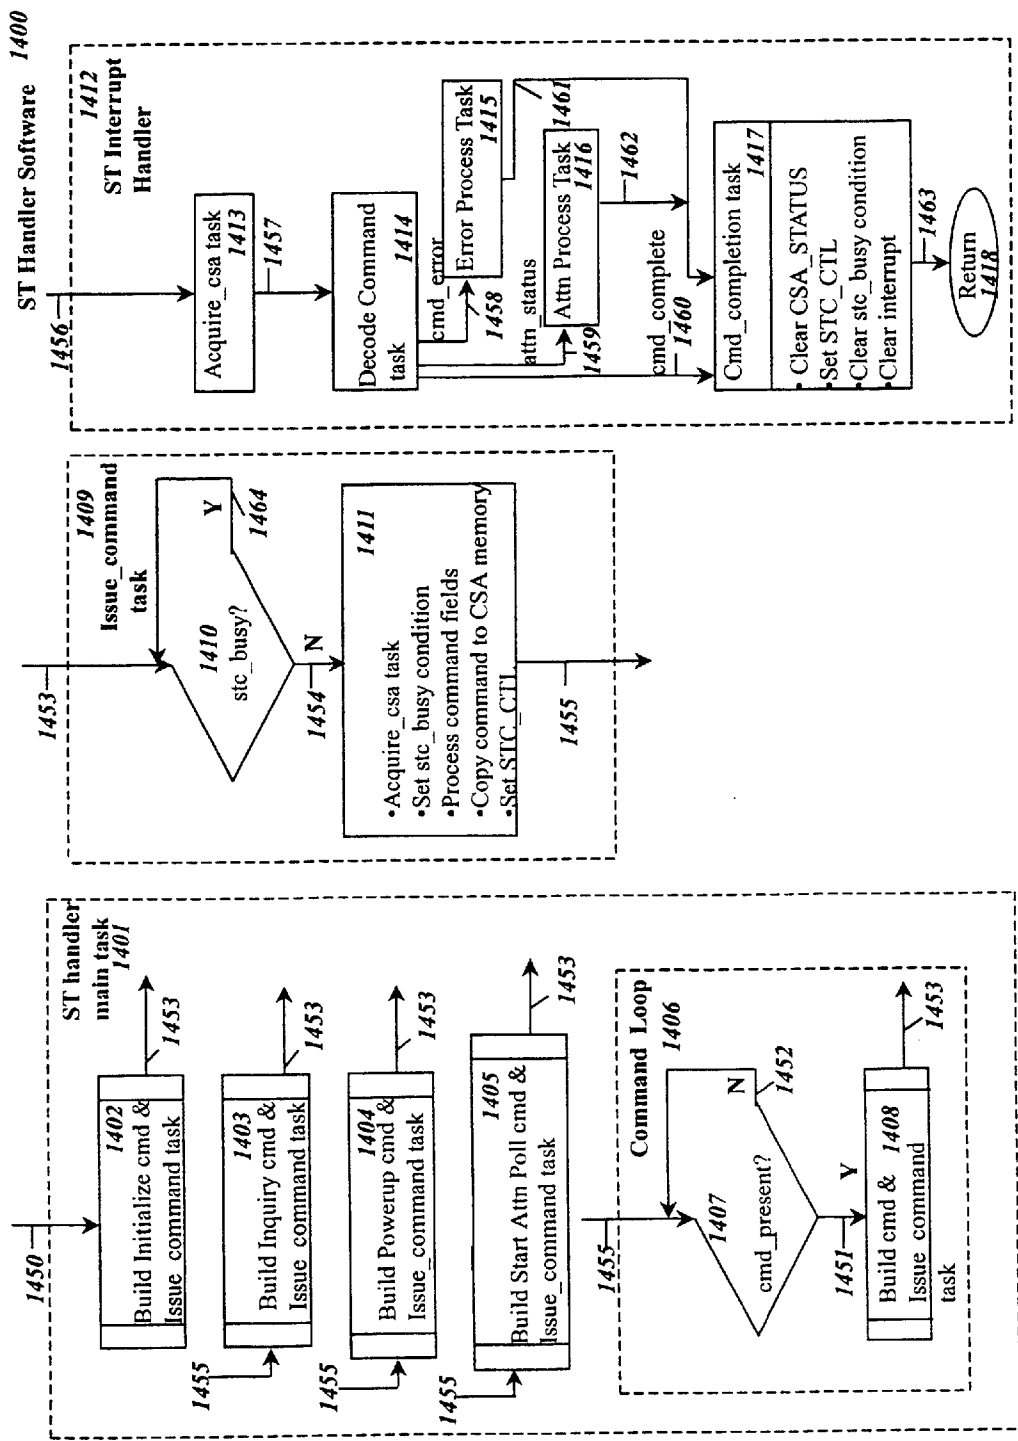 ST Handler Software 1400
ST handler
main task
1401
1450
1402
Build Initialize cmd &
Issue_command task
1453
1455
1403
Build Inquiry cmd &
Issue_command task
1453
1455
1404
Build Powerup cmd &
Issue_command task
1453
1455
1405
Build Start Attn Poll cmd &
Issue_command task
1453
1455
Command Loop
1406
1407
cmd_present?
N
1452
Y
1451
Build cmd & 1408
Issue_command
task
1453
1453
1409
Issue_command
task
1410
stc_busy?
Y
1464
N
1454
1411
•Acquire_csa task
•Set stc_busy condition
•Process command fields
•Copy command to CSA memory
•Set STC_CTL
1455
1456
1412
ST Interrupt
Handler
Acquire_csa task
1413
1457
Decode Command
task 1414
cmd_error
1458
Error Process Task
1415
1461
attn_status
1459
Attn Process Task
1416
1462
cmd_complete
1460
Cmd_completion task
1417
• Clear CSA_STATUS
• Set STC_CTL
•Clear stc_busy condition
•Clear interrupt
1463
Return
1418